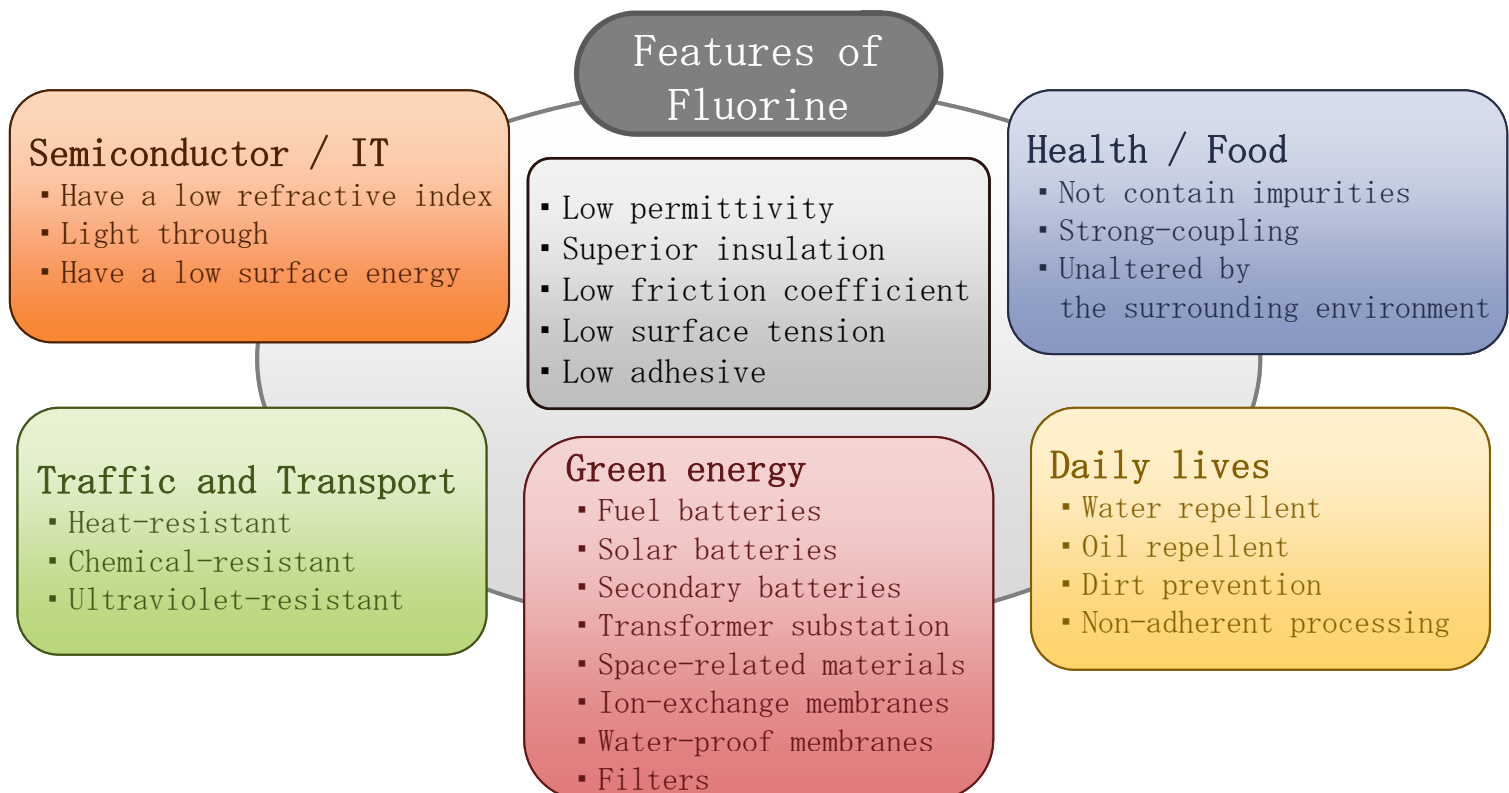 Features of
Fluorine
Semiconductor / IT
▪ Have a low refractive index
▪ Light through
▪ Have a low surface energy
▪ Low permittivity
▪ Superior insulation
▪ Low friction coefficient
▪ Low surface tension
▪ Low adhesive
Health / Food
▪ Not contain impurities
▪ Strong-coupling
▪ Unaltered by
the surrounding environment
Traffic and Transport
▪ Heat-resistant
▪ Chemical-resistant
▪ Ultraviolet-resistant
Green energy
▪ Fuel batteries
▪ Solar batteries
▪ Secondary batteries
▪ Transformer substation
▪ Space-related materials
▪ Ion-exchange membranes
▪ Water-proof membranes
▪ Filters
Daily lives
▪ Water repellent
▪ Oil repellent
▪ Dirt prevention
▪ Non-adherent processing